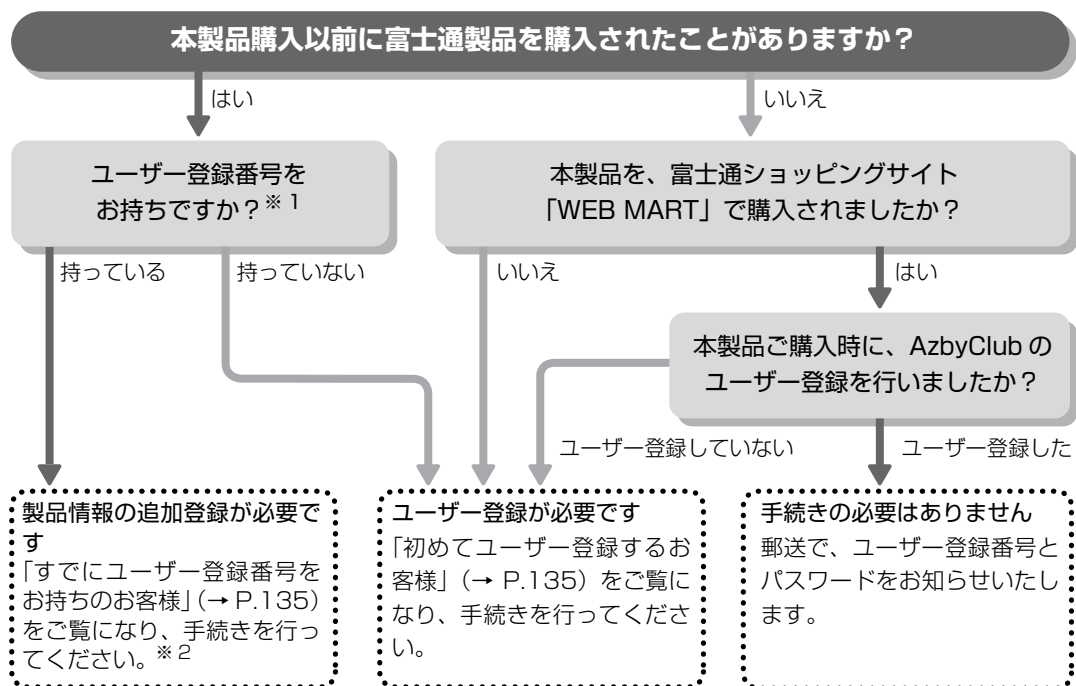 本製品購入以前に富士通製品を購入されたことがありますか?
はい
いいえ
ユーザー登録番号を
お持ちですか?※1
本製品を、富士通ショッピングサイト
「WEB MART」で購入されましたか?
持っている
持っていない
いいえ
はい
本製品ご購入時に、AzbyClub の
ユーザー登録を行いましたか?
ユーザー登録していない
ユーザー登録した
製品情報の追加登録が必要で
す
「すでにユーザー登録番号を
お持ちのお客様」(→ P.135)
をご覧になり、手続きを行っ
てください。※2
ユーザー登録が必要です
「初めてユーザー登録するお
客様」(→ P.135)をご覧に
なり、手続きを行ってくださ
い。
手続きの必要はありません
郵送で、ユーザー登録番号と
パスワードをお知らせいたし
ます。